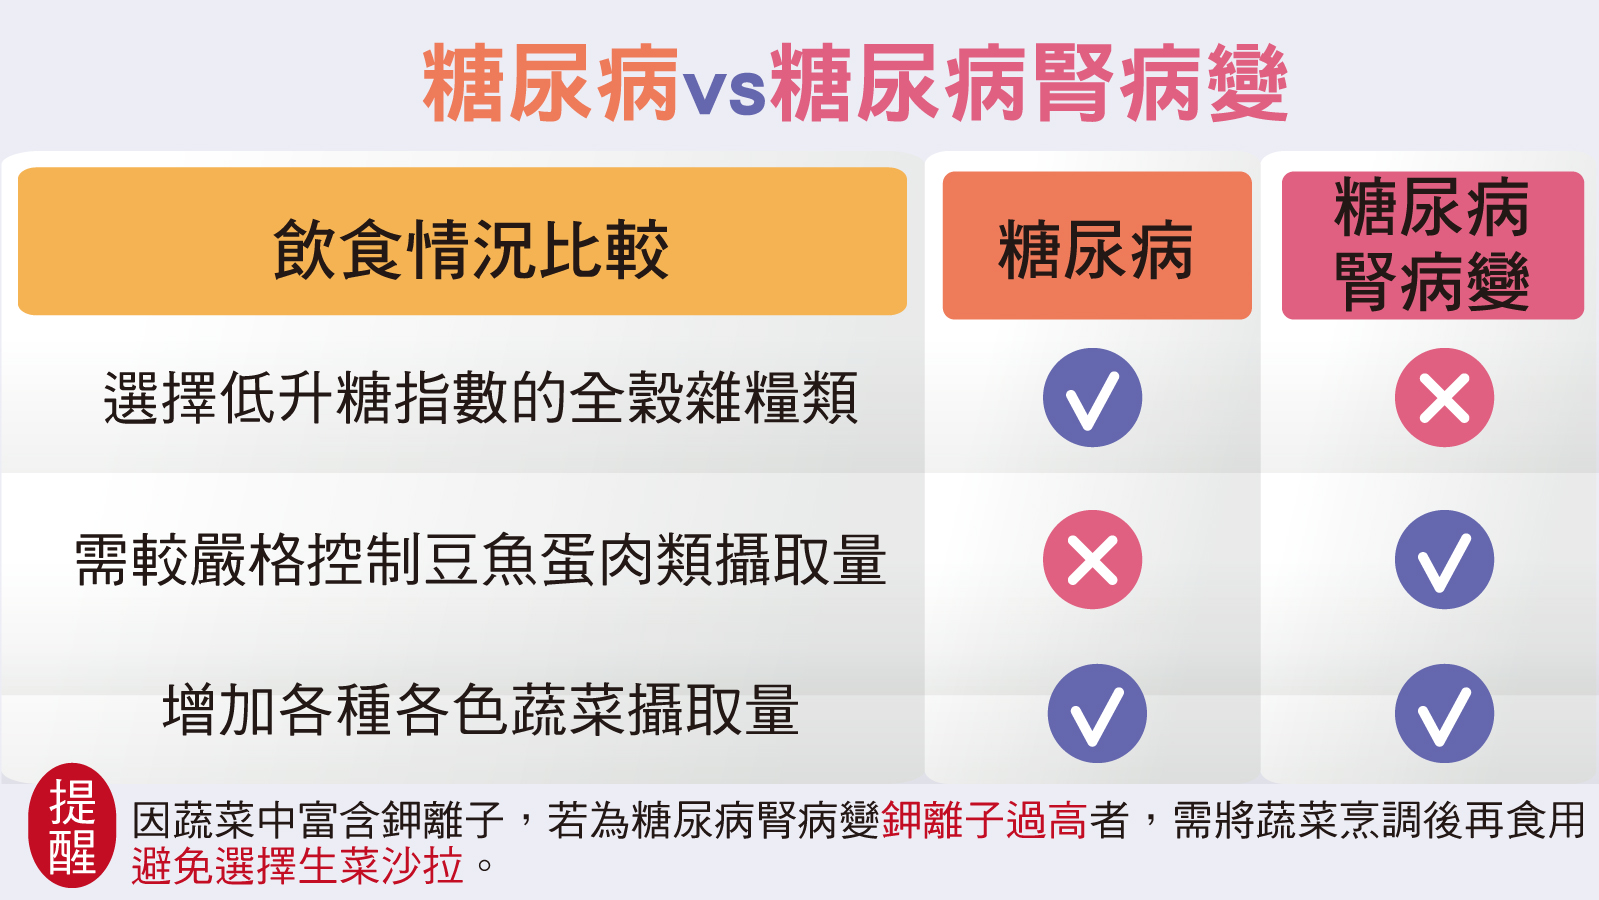 糖尿病vs糖尿病腎病變
飲食情況比較
糖尿病
糖尿病
腎病變
選擇低升糖指數的全穀雜糧類
需較嚴格控制豆魚蛋肉類攝取量
增加各種各色蔬菜攝取量
提醒
因蔬菜中富含鉀離子，若為糖尿病腎病變鉀離子過高者，需將蔬菜烹調後再食用
避免選擇生菜沙拉。